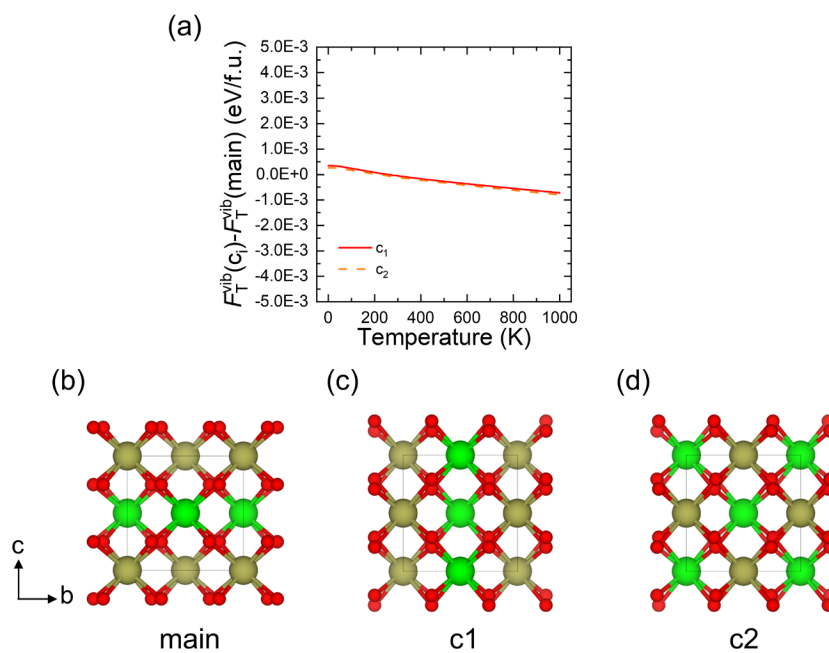 (a)
F_T^vib(c_i)-F_T^vib(main) (eV/f.u.)
5.0E-3
4.0E-3
3.0E-3
2.0E-3
1.0E-3
0.0E+0
-1.0E-3
-2.0E-3
-3.0E-3
-4.0E-3
-5.0E-3
c₁
c₂
0 200 400 600 800 1000
Temperature (K)
(b) (c) (d)
c
b
main c1 c2